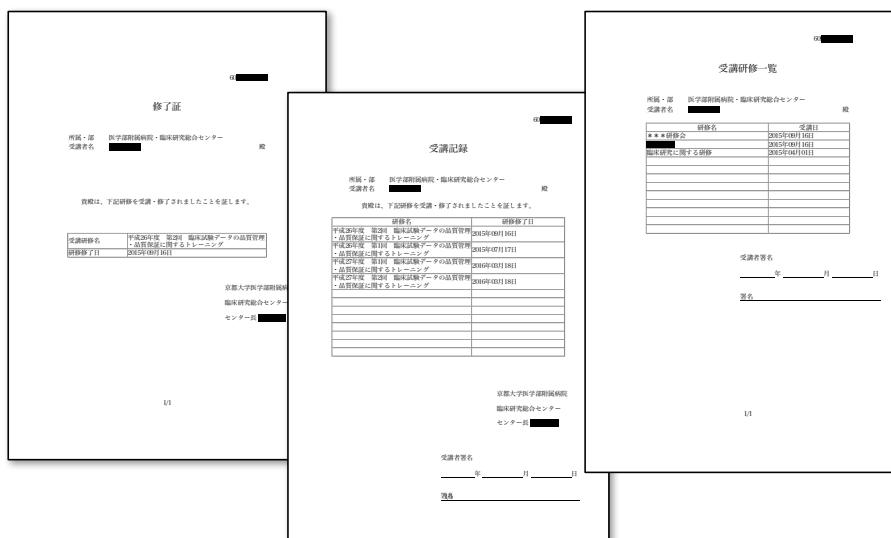 60
修了証
所属・部 医学部附属病院・臨床研究総合センター
受講者名 殿
貴殿は、下記研修を受講・修了されましたことを証します。
受講研修名 平成26年度 第2回 臨床試験データの品質管理
・品質保証に関するトレーニング
研修修了日 2015年09月16日
京都大学医学部附属病
臨床研究総合センター
センター長
1/1
60
受講記録
所属・部 医学部附属病院・臨床研究総合センター
受講者名 殿
貴殿は、下記研修を受講・修了されましたことを証します。
研修名 研修修了日
平成26年度 第2回 臨床試験データの品質管理
・品質保証に関するトレーニング 2015年09月16日
平成26年度 第1回 臨床試験データの品質管理
・品質保証に関するトレーニング 2015年07月17日
平成27年度 第1回 臨床試験データの品質管理
・品質保証に関するトレーニング 2016年03月18日
平成27年度 第2回 臨床試験データの品質管理
・品質保証に関するトレーニング 2016年03月18日
京都大学医学部附属病院
臨床研究総合センター
センター長
受講者署名
年 月 日
60
受講研修一覧
所属・部 医学部附属病院・臨床研究総合センター
受講者名 殿
研修名 受講日
＊＊＊研修会 2015年09月16日
2015年09月16日
臨床研究に関する研修 2015年04月01日
受講者署名
年 月 日
署名
1/1